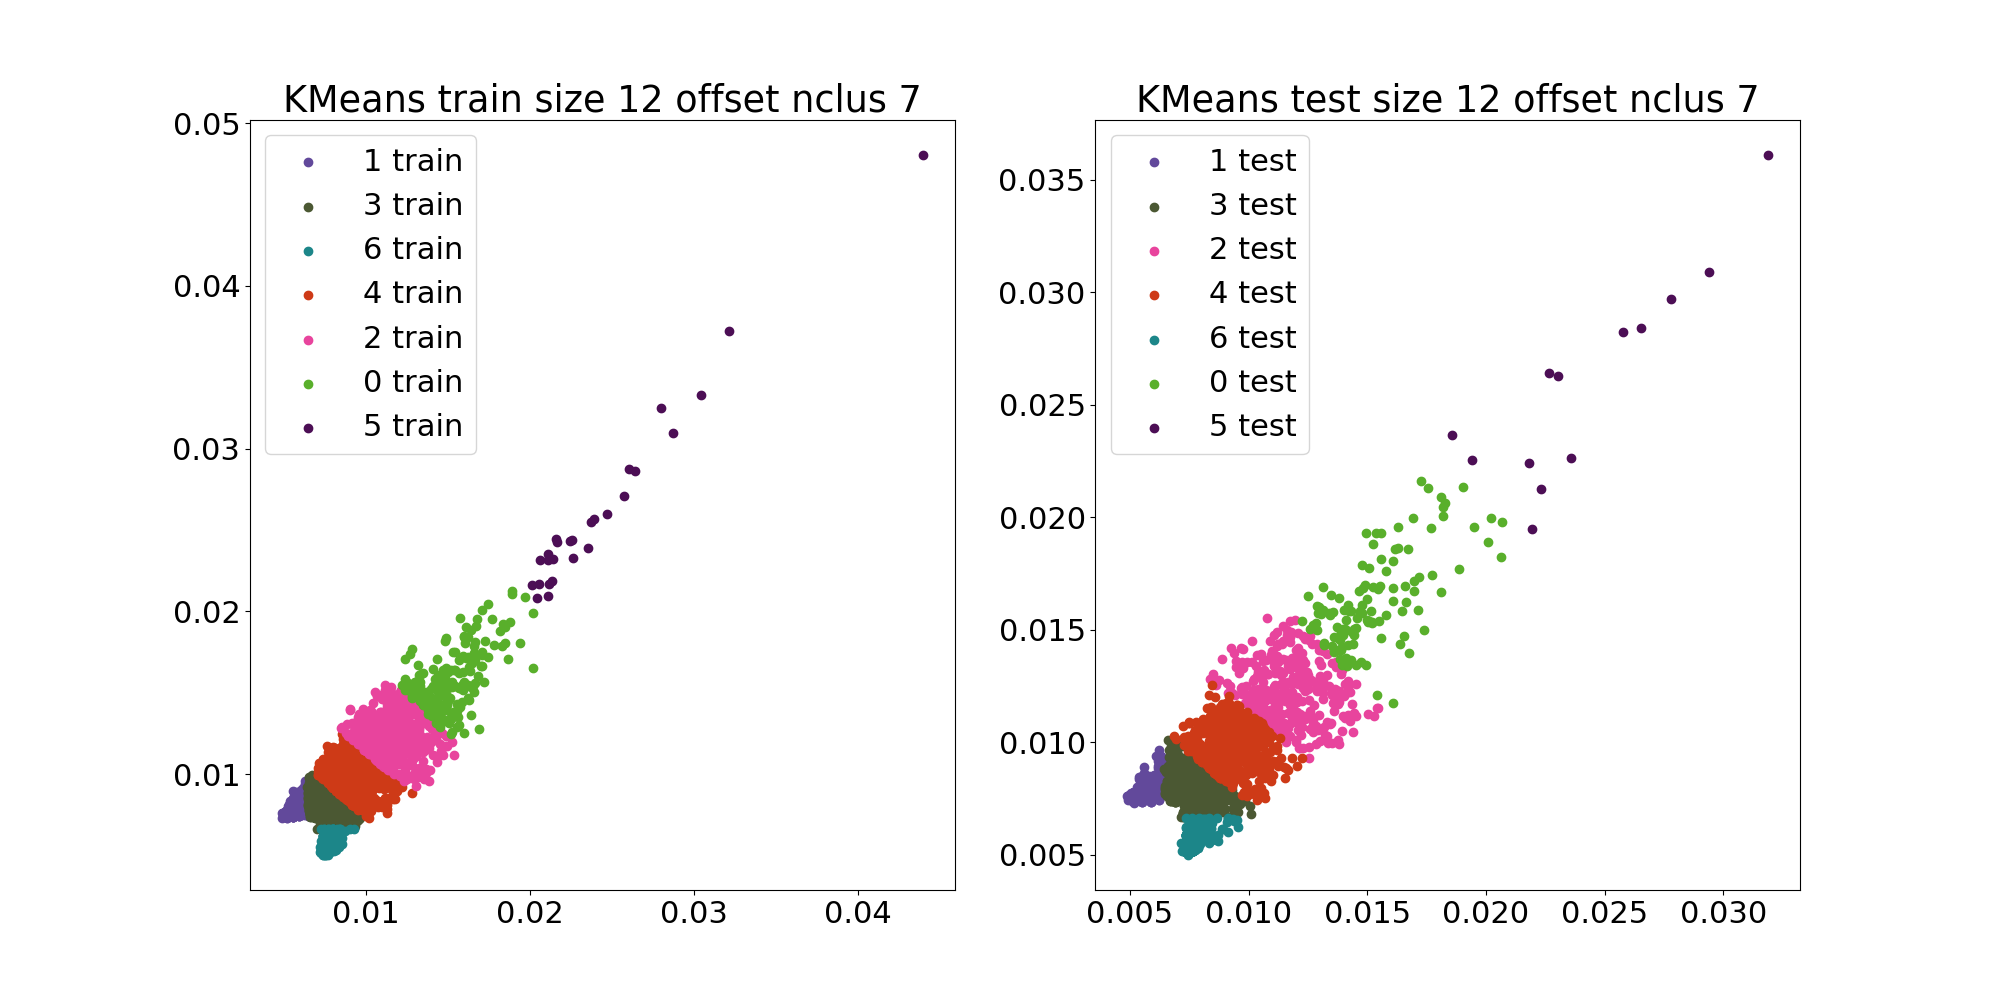 KMeans train size 12 offset nclus 7
0.05
0.04
0.03
0.02
0.01
1 train
3 train
6 train
4 train
2 train
0 train
5 train
0.01 0.02 0.03 0.04
KMeans test size 12 offset nclus 7
0.035
0.030
0.025
0.020
0.015
0.010
0.005
1 test
3 test
2 test
4 test
6 test
0 test
5 test
0.005 0.010 0.015 0.020 0.025 0.030